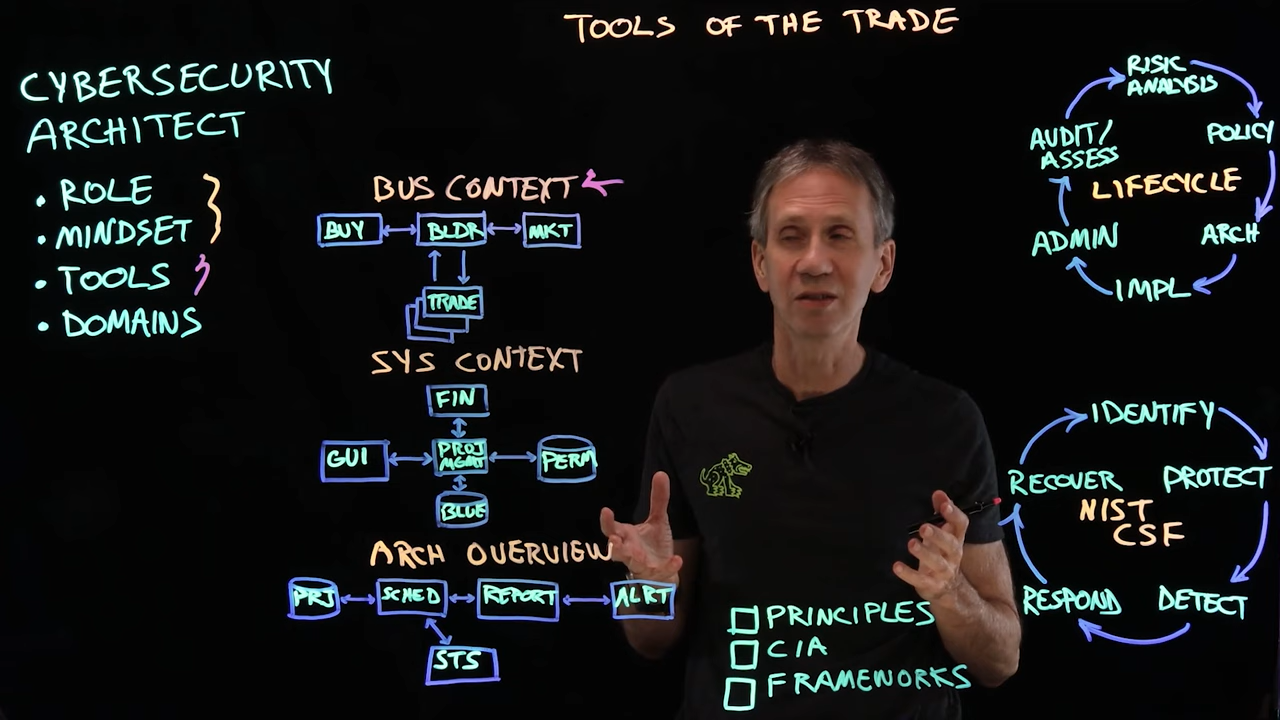 TOOLS OF THE TRADE
CYBERSECURITY
ARCHITECT
• ROLE
• MINDSET
• TOOLS
• DOMAINS
BUS CONTEXT
BUY
BLDR
MKT
TRADE
SYS CONTEXT
FIN
GUI
PROJ
MGMT
PERM
BLUE
ARCH OVERVIEW
PRJ
SCHED
REPORT
ALRT
STS
PRINCIPLES
CIA
FRAMEWORKS
RISK
ANALYSIS
POLICY
ARCH
IMPL
ADMIN
AUDIT/
ASSESS
LIFECYCLE
IDENTIFY
PROTECT
DETECT
RESPOND
RECOVER
NIST
CSF